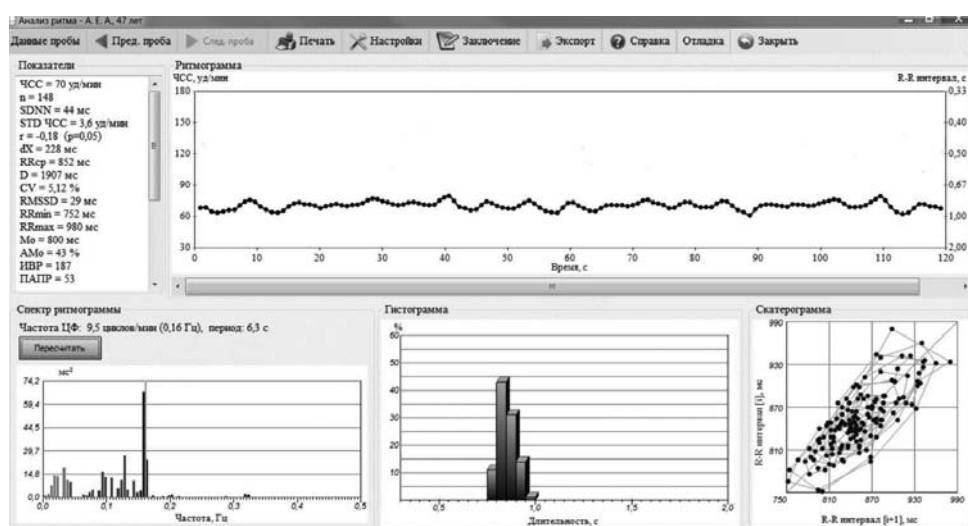 Анализ ритма - А. Е. А., 47 лет
Данные пробы Пред. проба След. проба Печать Настройки Заключение Экспорт Справка Отладка Закрыть
Показатели
ЧСС = 70 уд/мин
n = 148
SDNN = 44 мс
STD ЧСС = 3,6 уд/мин
r = -0,18 (p=0,05)
dX = 228 мс
RRср = 852 мс
D = 1907 мс
CV = 5,12 %
RMSSD = 29 мс
RRmin = 752 мс
RRmax = 980 мс
Мо = 800 мс
АМо = 43 %
ИВР = 187
ПАПР = 53
Ритмограмма
ЧСС, уд/мин R-R интервал, с
180 0,33
150 0,40
120 0,50
90 0,67
60 1,00
30 2,00
0 10 20 30 40 50 60 70 80 90 100 110 120
Время, с
Спектр ритмограммы
Частота ЦФ: 9,5 циклов/мин (0,16 Гц), период: 6,3 с
Пересчитать
мс²
74,2
59,4
44,5
29,7
14,8
0,0
0,0 0,1 0,2 0,3 0,4 0,5
Частота, Гц
Гистограмма
%
60
50
40
30
20
10
0,5 1,0 1,5 2,0
Длительность, с
Скатерограмма
R-R интервал [i], мс
990
930
870
810
750 810 870 930 990
R-R интервал [i+1], мс